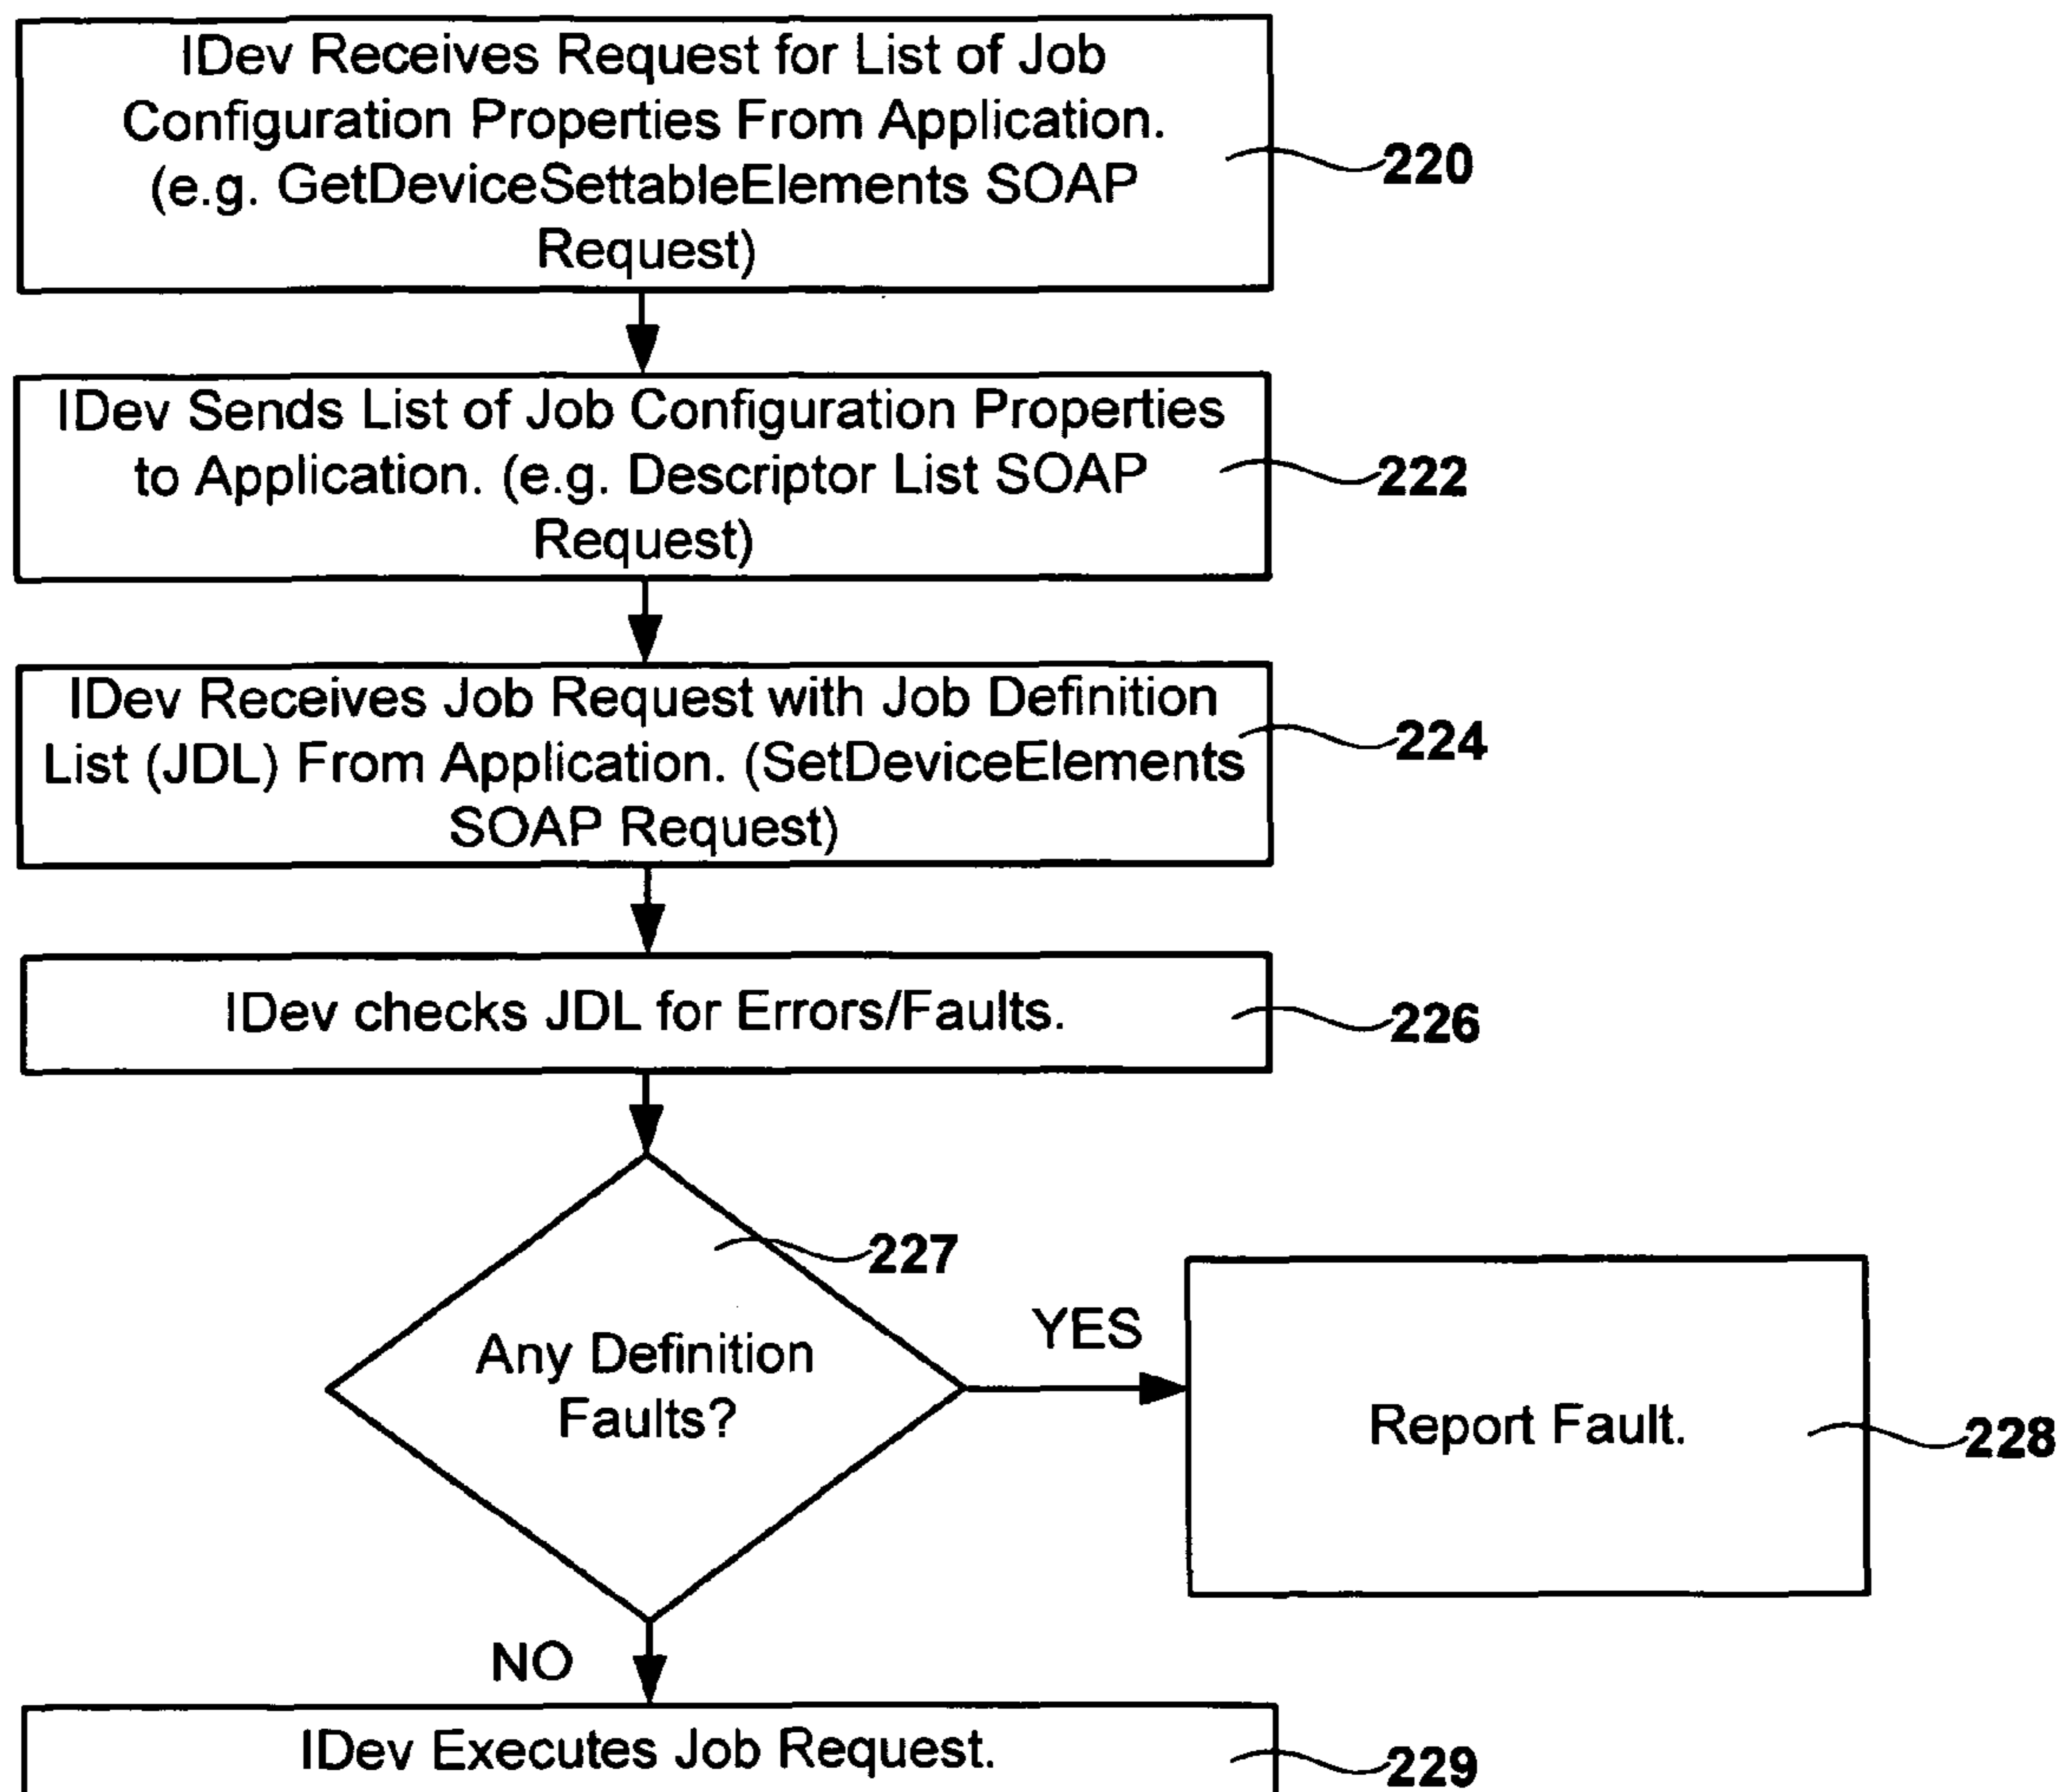 IDev Receives Request for List of Job
Configuration Properties From Application.
(e.g. GetDeviceSettableElements SOAP
Request)
220
IDev Sends List of Job Configuration Properties
to Application. (e.g. Descriptor List SOAP
Request)
222
IDev Receives Job Request with Job Definition
List (JDL) From Application. (SetDeviceElements
SOAP Request)
224
IDev checks JDL for Errors/Faults.
226
227
Any Definition
Faults?
YES
Report Fault.
228
NO
IDev Executes Job Request.
229